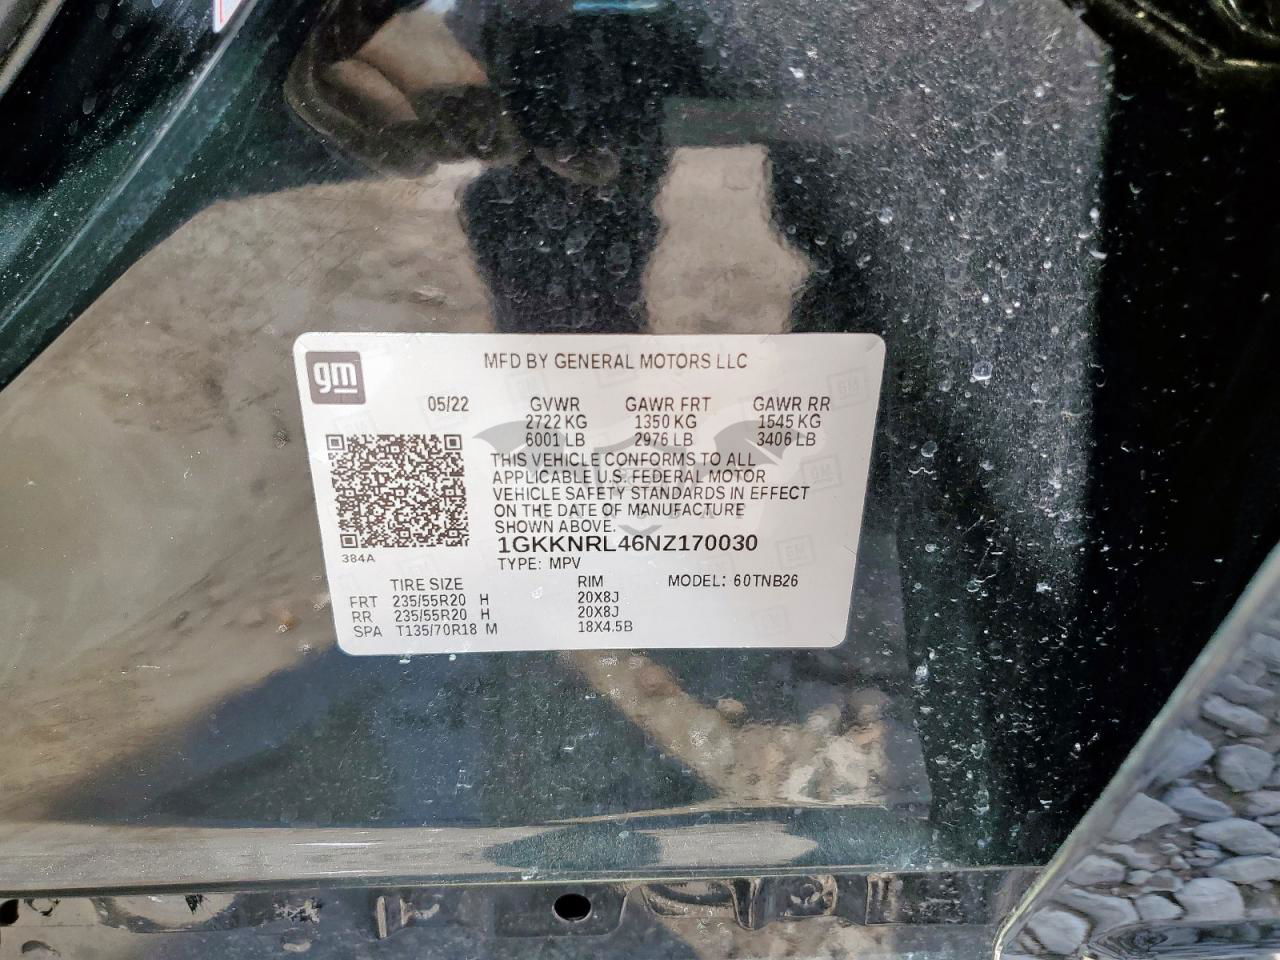 gm
MFD BY GENERAL MOTORS LLC
05/22 GVWR GAWR FRT GAWR RR
2722 KG 1350 KG 1545 KG
6001 LB 2976 LB 3406 LB
THIS VEHICLE CONFORMS TO ALL
APPLICABLE U.S. FEDERAL MOTOR
VEHICLE SAFETY STANDARDS IN EFFECT
ON THE DATE OF MANUFACTURE
SHOWN ABOVE.
1GKKNRL46NZ170030
384A
TYPE: MPV
TIRE SIZE RIM MODEL: 60TNB26
FRT 235/55R20 H 20X8J
RR 235/55R20 H 20X8J
SPA T135/70R18 M 18X4.5B